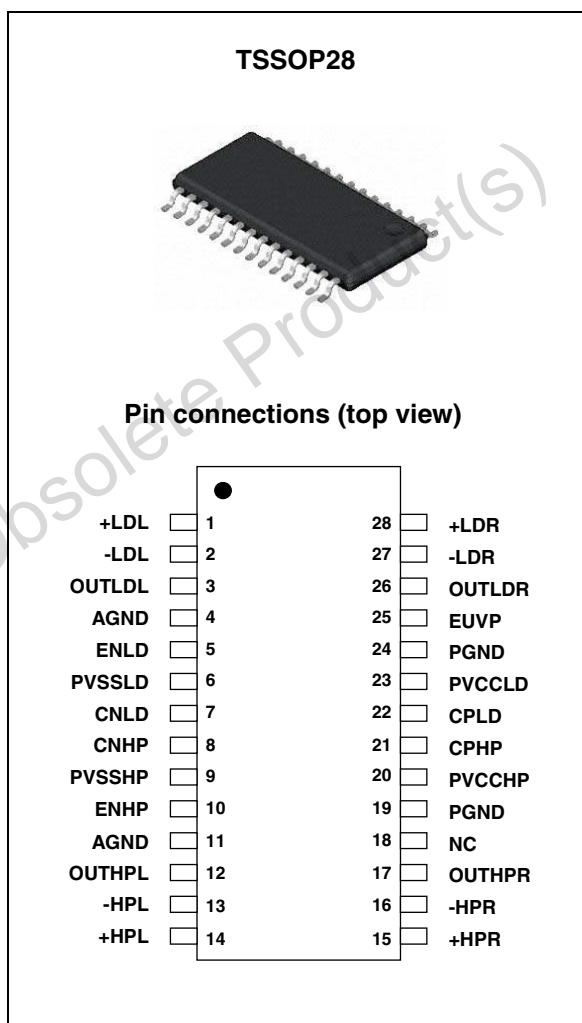 TSSOP28
Obsolete Product(s)
Pin connections (top view)
+LDL 1 28 +LDR
-LDL 2 27 -LDR
OUTLDL 3 26 OUTLDR
AGND 4 25 EUVP
ENLD 5 24 PGND
PVSSLD 6 23 PVCCLD
CNLD 7 22 CPLD
CNHP 8 21 CPHP
PVSSHP 9 20 PVCCHP
ENHP 10 19 PGND
AGND 11 18 NC
OUTHPL 12 17 OUTHPR
-HPL 13 16 -HPR
+HPL 14 15 +HPR